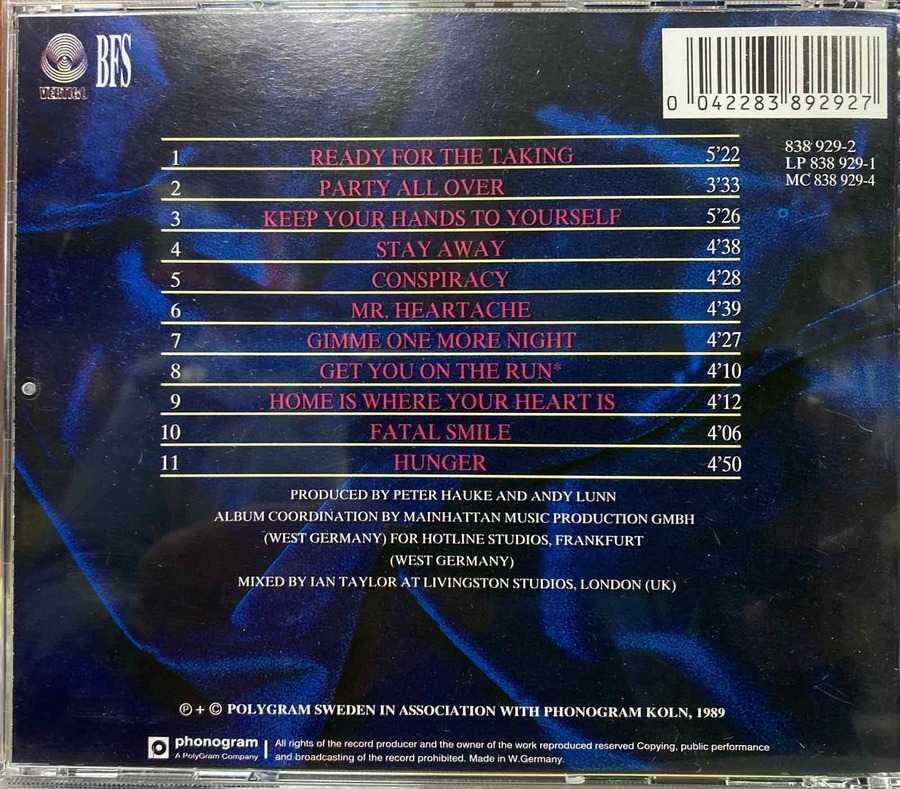 VERTIGO
BFS
0 042283 892927
838 929-2
LP 838 929-1
MC 838 929-4
1 READY FOR THE TAKING 5'22
2 PARTY ALL OVER 3'33
3 KEEP YOUR HANDS TO YOURSELF 5'26
4 STAY AWAY 4'38
5 CONSPIRACY 4'28
6 MR. HEARTACHE 4'39
7 GIMME ONE MORE NIGHT 4'27
8 GET YOU ON THE RUN* 4'10
9 HOME IS WHERE YOUR HEART IS 4'12
10 FATAL SMILE 4'06
11 HUNGER 4'50
PRODUCED BY PETER HAUKE AND ANDY LUNN
ALBUM COORDINATION BY MAINHATTAN MUSIC PRODUCTION GMBH
(WEST GERMANY) FOR HOTLINE STUDIOS, FRANKFURT
(WEST GERMANY)
MIXED BY IAN TAYLOR AT LIVINGSTON STUDIOS, LONDON (UK)
℗ + © POLYGRAM SWEDEN IN ASSOCIATION WITH PHONOGRAM KOLN, 1989
phonogram
A PolyGram Company
All rights of the record producer and the owner of the work reproduced reserved Copying, public performance
and broadcasting of the record prohibited. Made in W.Germany.